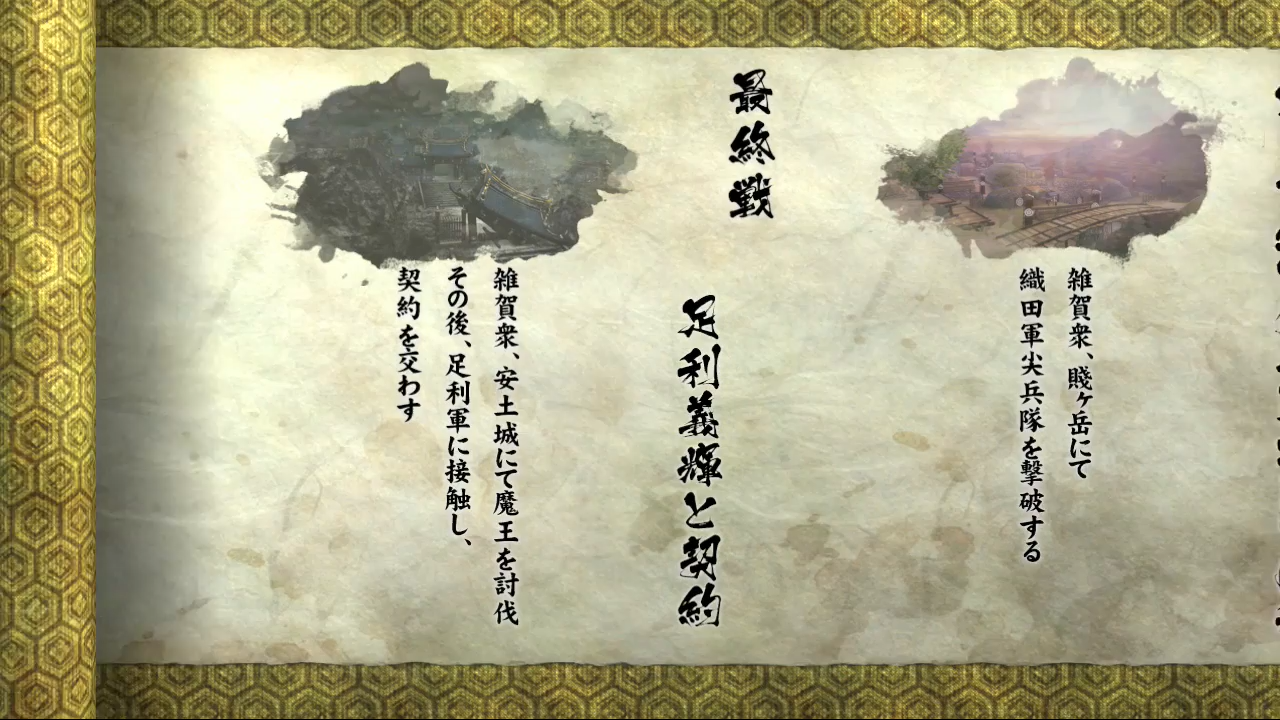 雑賀衆、賤ヶ岳にて
織田軍尖兵隊を撃破する
最終戦
足利義輝と契約
雑賀衆、安土城にて魔王を討伐
その後、足利軍に接触し、
契約を交わす